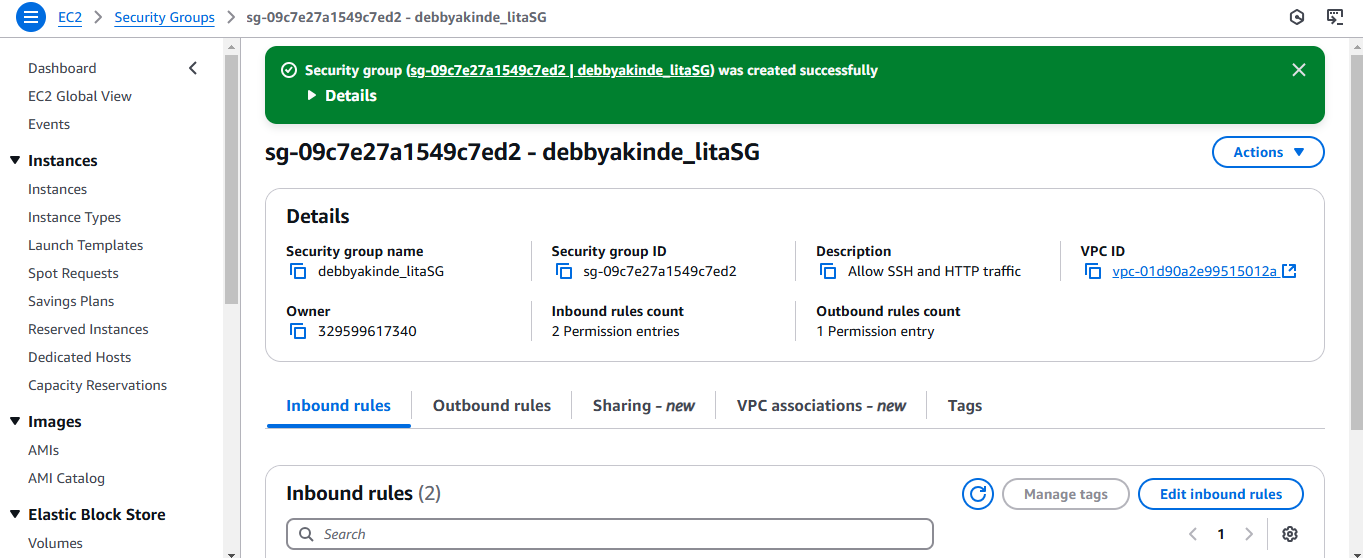 EC2 > Security Groups > sg-09c7e27a1549c7ed2 - debbyakinde_litaSG
Dashboard
EC2 Global View
Events
Instances
Instances
Instance Types
Launch Templates
Spot Requests
Savings Plans
Reserved Instances
Dedicated Hosts
Capacity Reservations
Images
AMIs
AMI Catalog
Elastic Block Store
Volumes
Security group (sg-09c7e27a1549c7ed2 | debbyakinde_litaSG) was created successfully
Details
sg-09c7e27a1549c7ed2 - debbyakinde_litaSG
Actions
Details
Security group name
debbyakinde_litaSG
Security group ID
sg-09c7e27a1549c7ed2
Description
Allow SSH and HTTP traffic
VPC ID
vpc-01d90a2e99515012a
Owner
329599617340
Inbound rules count
2 Permission entries
Outbound rules count
1 Permission entry
Inbound rules
Outbound rules
Sharing - new
VPC associations - new
Tags
Inbound rules (2)
Manage tags
Edit inbound rules
Search
1